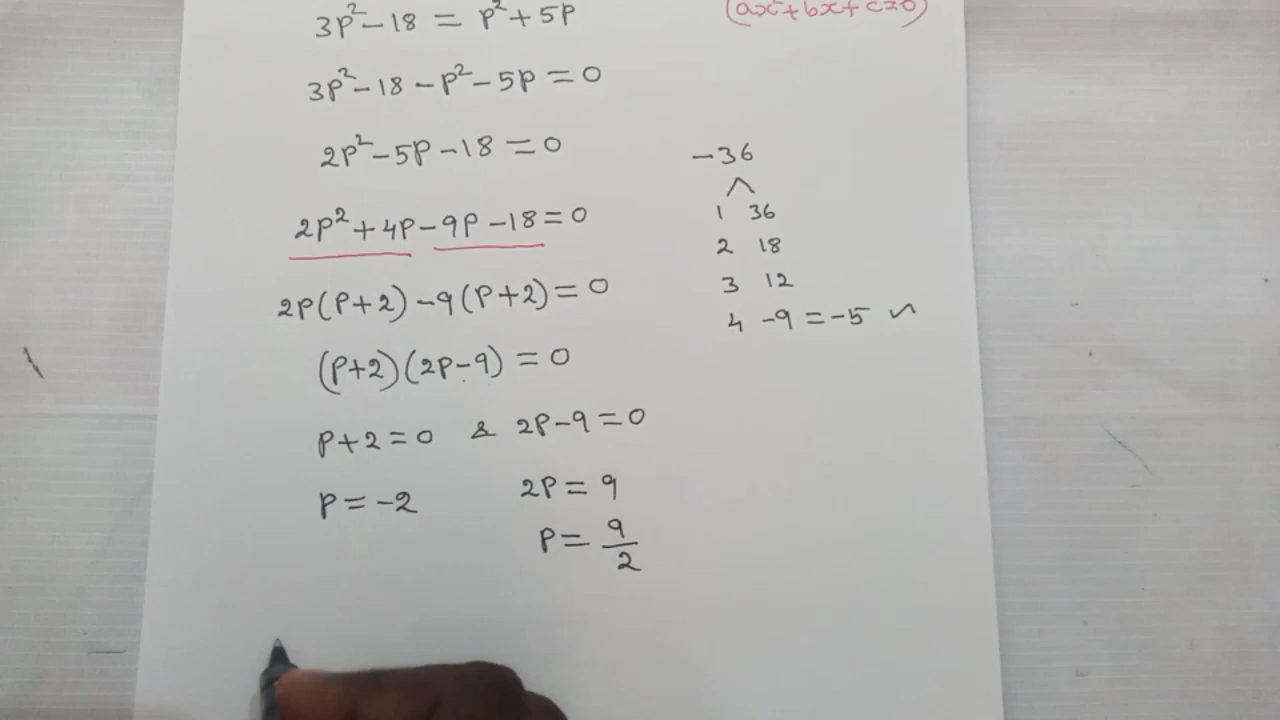 3p² - 18 = p² + 5p
(ax² + bx + c = 0)
3p² - 18 - p² - 5p = 0
2p² - 5p - 18 = 0
2p² + 4p - 9p - 18 = 0
2p(p+2) - 9(p+2) = 0
(p+2)(2p-9) = 0
p+2 = 0 & 2p-9 = 0
p = -2
2p = 9
p = 9/2
-36
1 36
2 18
3 12
4 -9 = -5